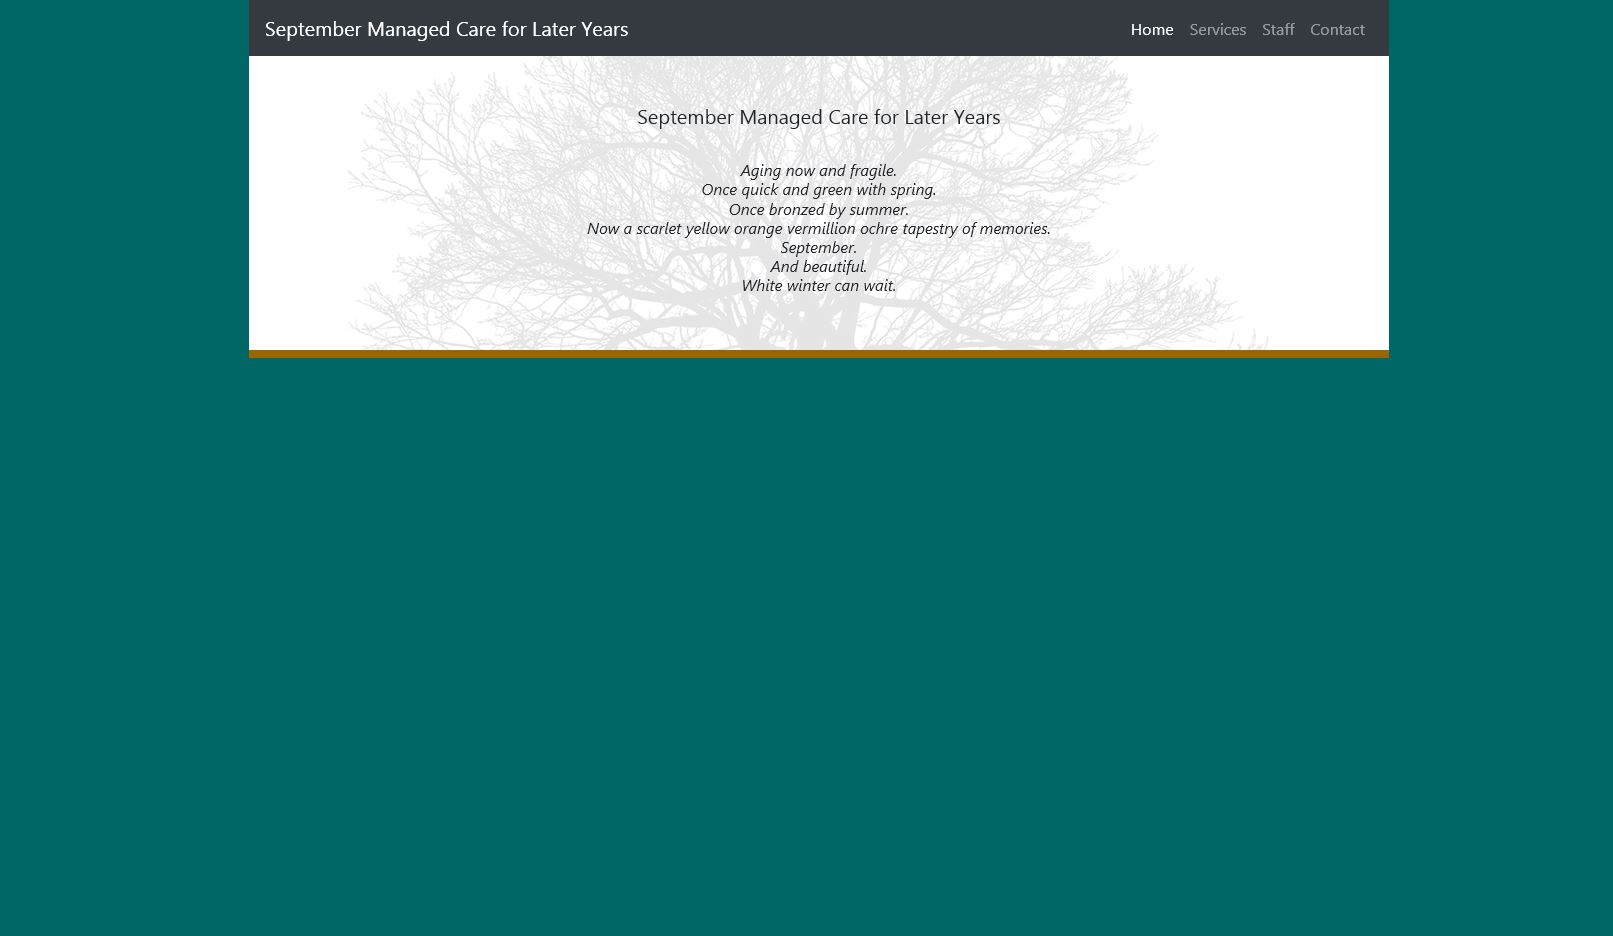 September Managed Care for Later Years
Home Services Staff Contact
September Managed Care for Later Years
Aging now and fragile.
Once quick and green with spring.
Once bronzed by summer.
Now a scarlet yellow orange vermillion ochre tapestry of memories.
September.
And beautiful.
White winter can wait.